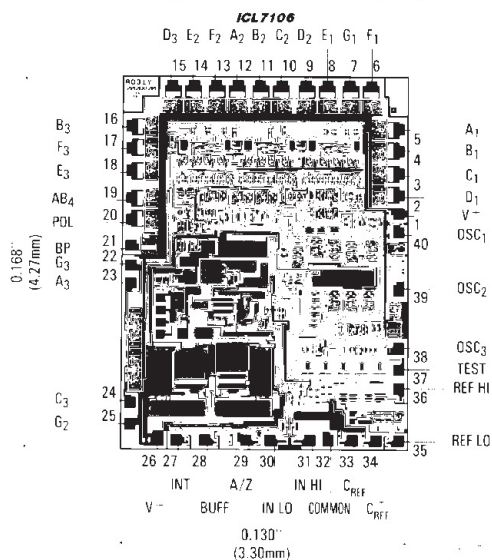 ICL7106
D3 E2 F2 A2 B2 C2 D2 E1 G1 F1
15 14 13 12 11 10 9 8 7 6
16 B3
17 F3
18 E3
19 AB4
20 POL
21 BP
22 G3
23 A3
24 C3
25 G2
5 A1
4 B1
3 C1
2 D1
1 V
40 OSC1
39 OSC2
38 OSC3
37 TEST
36 REF HI
35 REF LO
26 27 28 29 30 31 32 33 34
INT A/Z IN HI CREF
V− BUFF IN LO COMMON CREF
0.168"
(4.27mm)
0.130"
(3.30mm)